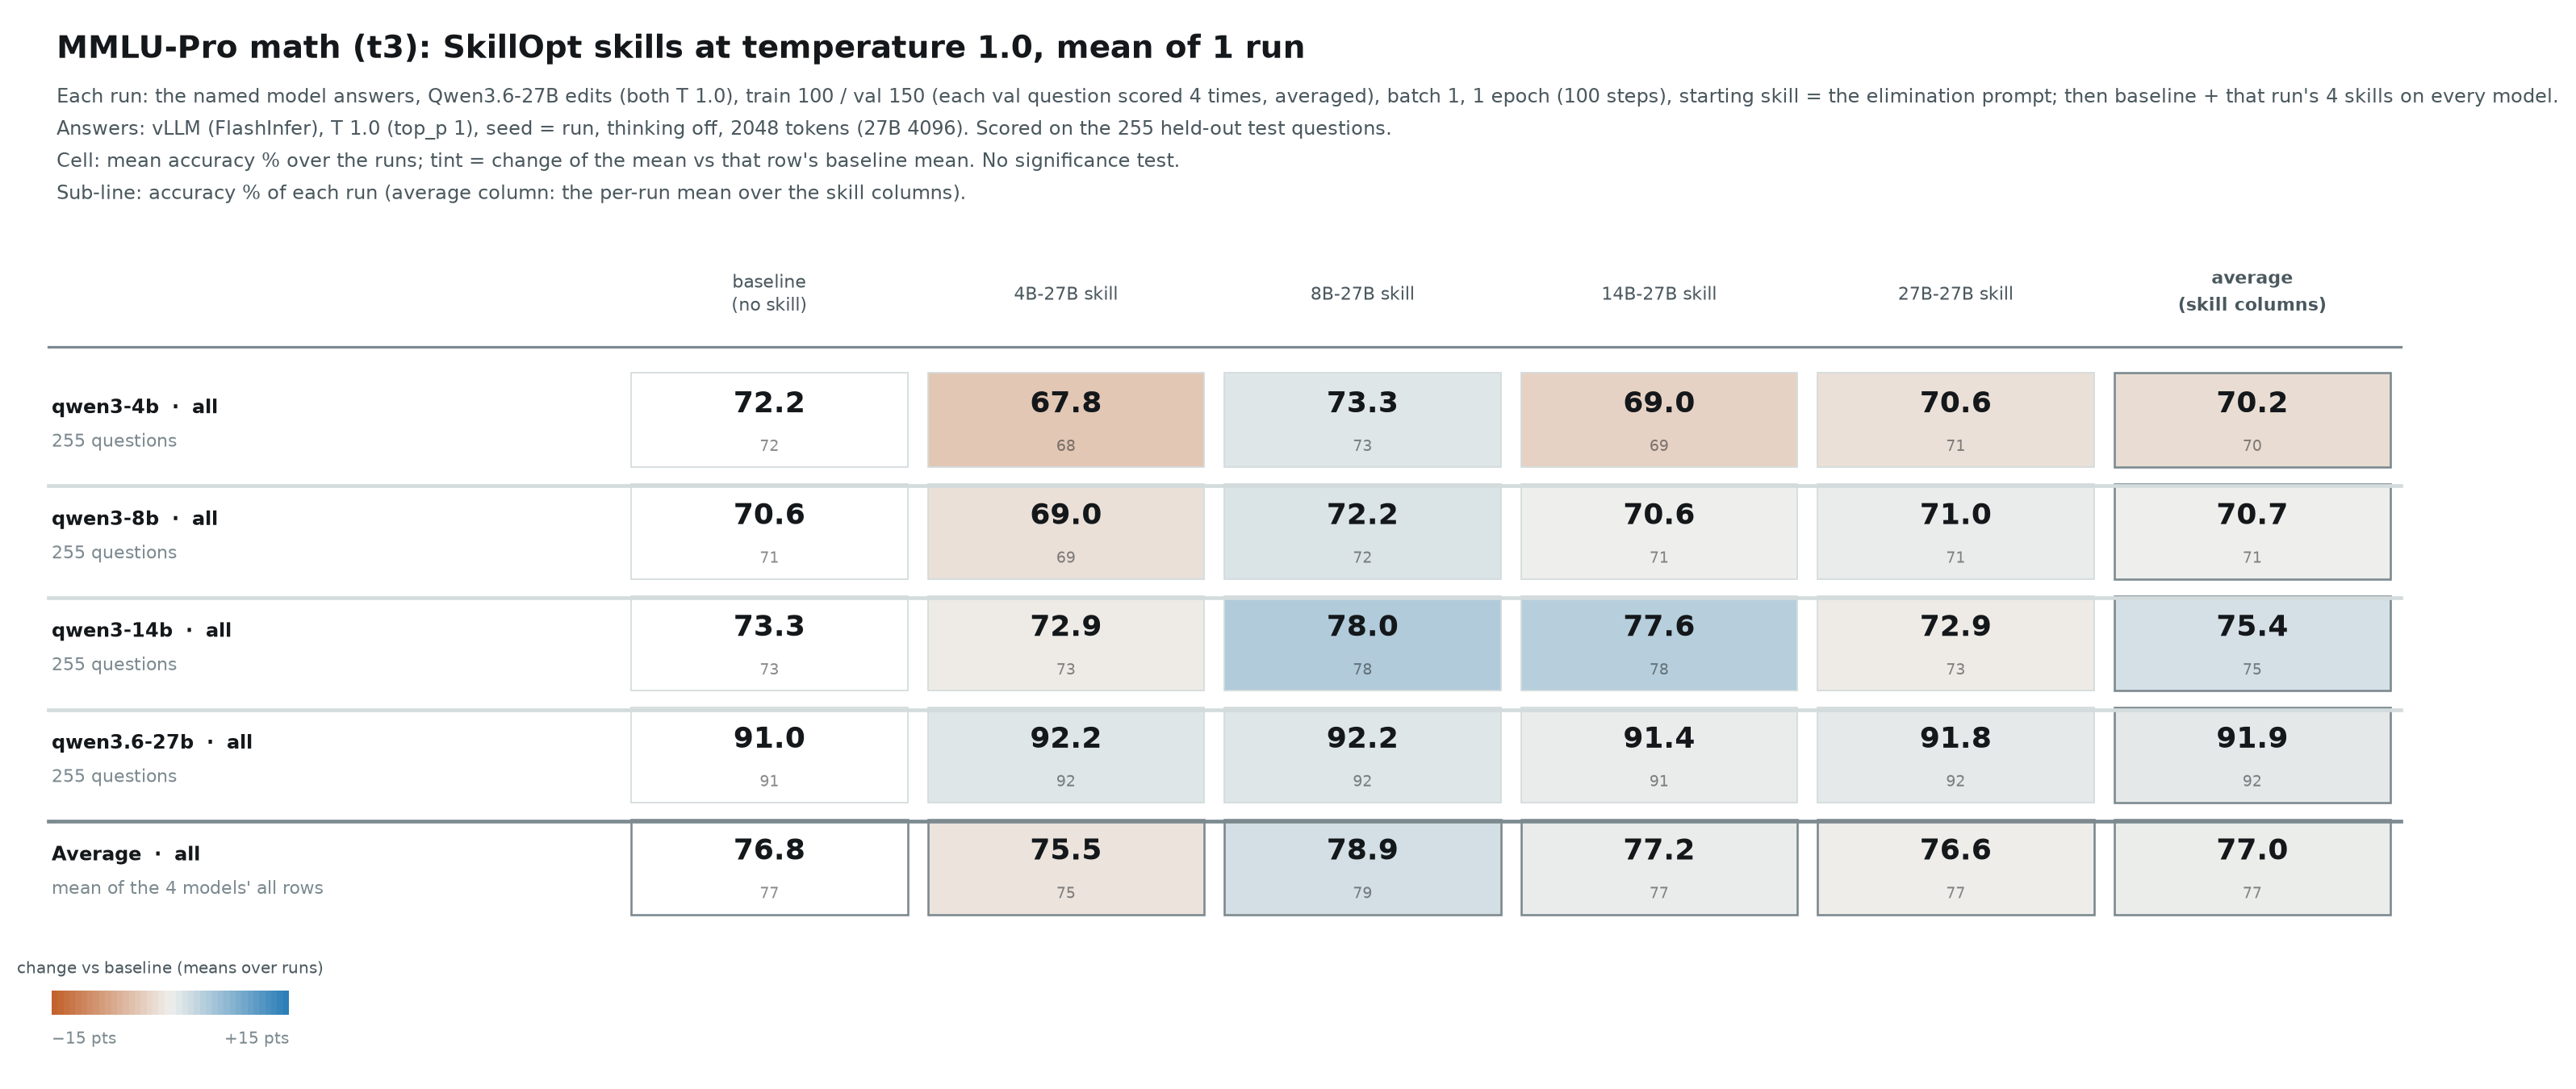 MMLU-Pro math (t3): SkillOpt skills at temperature 1.0, mean of 1 run
Each run: the named model answers, Qwen3.6-27B edits (both T 1.0), train 100 / val 150 (each val question scored 4 times, averaged), batch 1, 1 epoch (100 steps), starting skill = the elimination prompt; then baseline + that run's 4 skills on every model.
Answers: vLLM (FlashInfer), T 1.0 (top_p 1), seed = run, thinking off, 2048 tokens (27B 4096). Scored on the 255 held-out test questions.
Cell: mean accuracy % over the runs; tint = change of the mean vs that row's baseline mean. No significance test.
Sub-line: accuracy % of each run (average column: the per-run mean over the skill columns).
baseline
(no skill)
4B-27B skill
8B-27B skill
14B-27B skill
27B-27B skill
average
(skill columns)
qwen3-4b · all
255 questions
72.2 67.8 73.3 69.0 70.6 70.2
72 68 73 69 71 70
qwen3-8b · all
255 questions
70.6 69.0 72.2 70.6 71.0 70.7
71 69 72 71 71 71
qwen3-14b · all
255 questions
73.3 72.9 78.0 77.6 72.9 75.4
73 73 78 78 73 75
qwen3.6-27b · all
255 questions
91.0 92.2 92.2 91.4 91.8 91.9
91 92 92 91 92 92
Average · all
mean of the 4 models' all rows
76.8 75.5 78.9 77.2 76.6 77.0
77 75 79 77 77 77
change vs baseline (means over runs)
−15 pts +15 pts